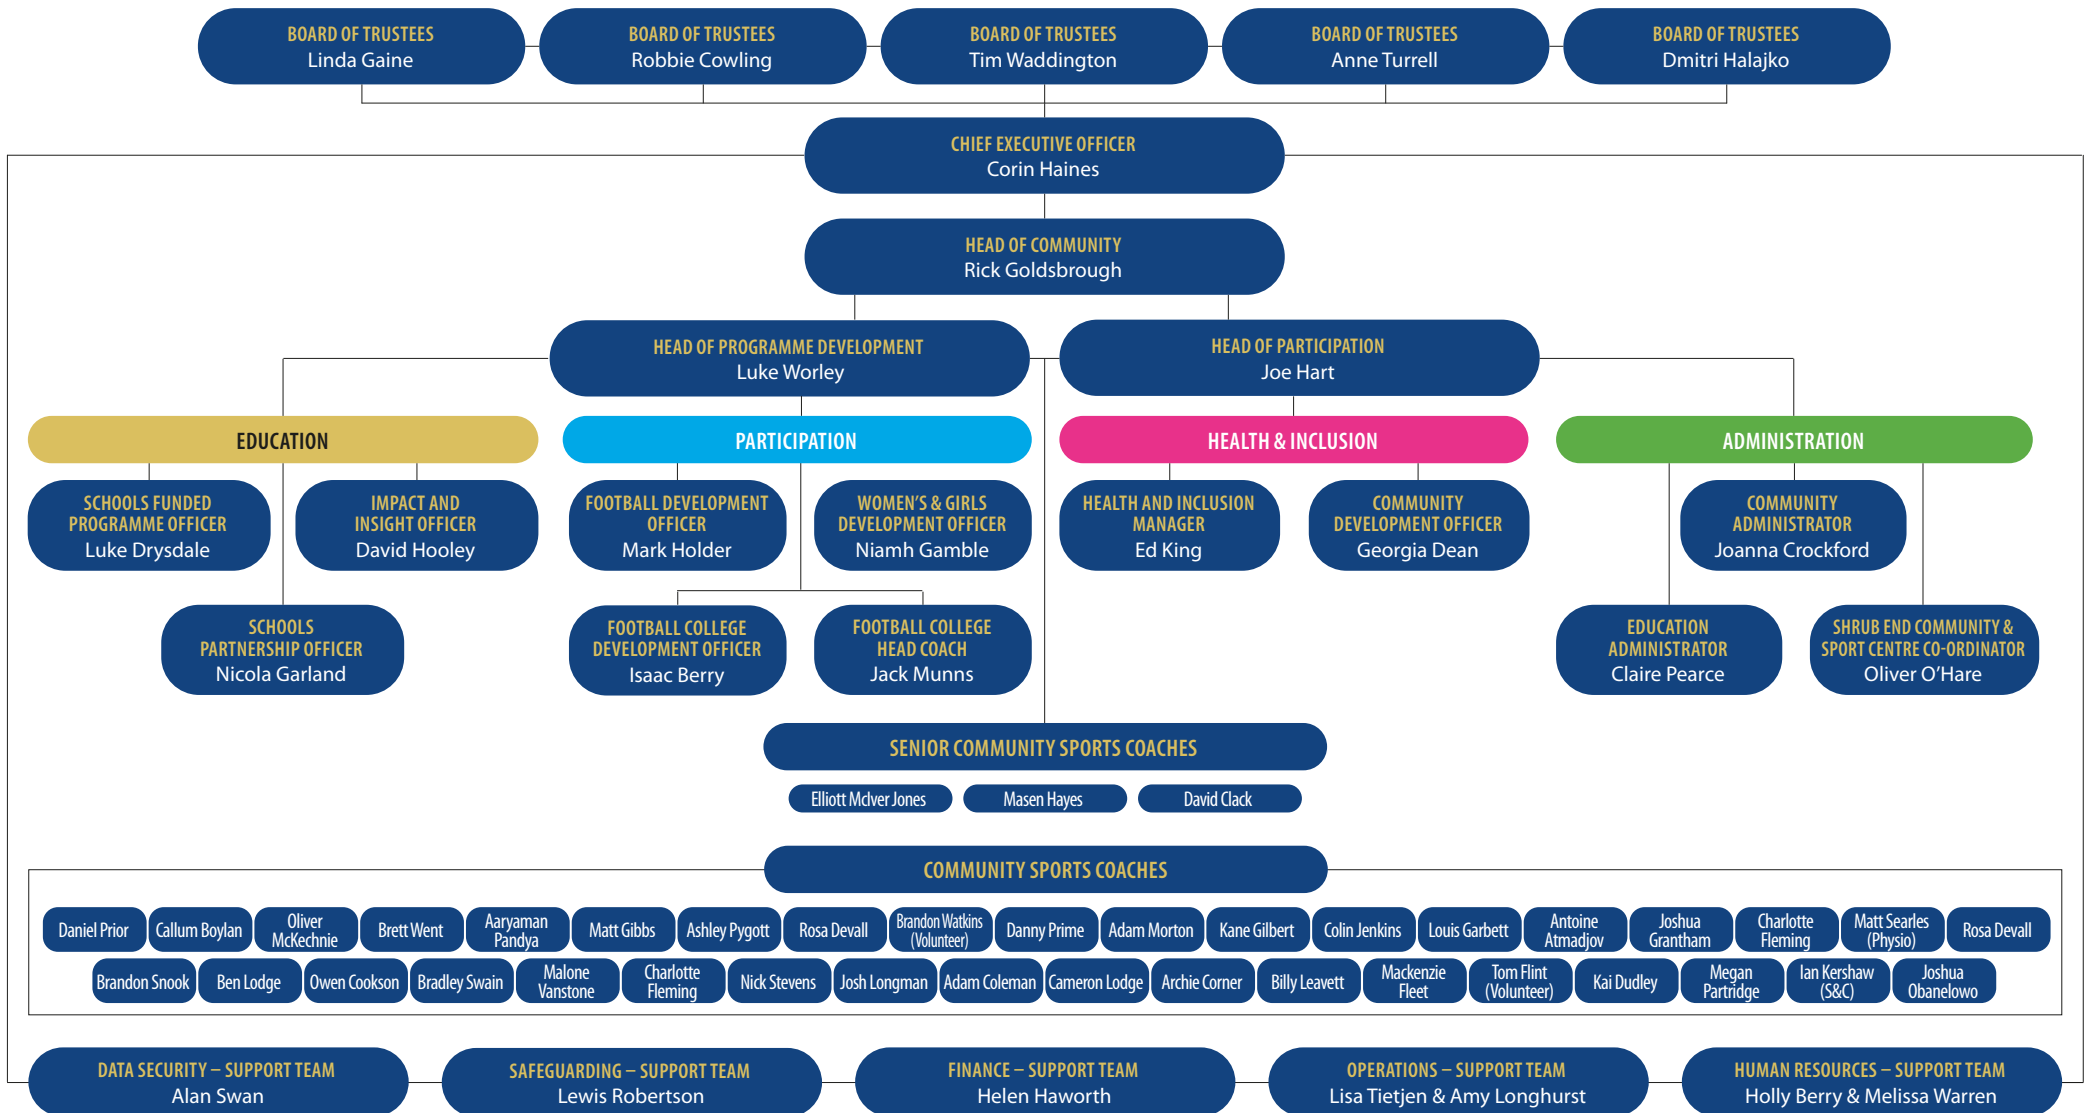 BOARD OF TRUSTEES
Linda Gaine
BOARD OF TRUSTEES
Robbie Cowling
BOARD OF TRUSTEES
Tim Waddington
BOARD OF TRUSTEES
Anne Turrell
BOARD OF TRUSTEES
Dmitri Halajko
CHIEF EXECUTIVE OFFICER
Corin Haines
HEAD OF COMMUNITY
Rick Goldsbrough
HEAD OF PROGRAMME DEVELOPMENT
Luke Worley
HEAD OF PARTICIPATION
Joe Hart
EDUCATION
PARTICIPATION
HEALTH & INCLUSION
ADMINISTRATION
SCHOOLS FUNDED
PROGRAMME OFFICER
Luke Drysdale
IMPACT AND
INSIGHT OFFICER
David Hooley
FOOTBALL DEVELOPMENT
OFFICER
Mark Holder
WOMEN'S & GIRLS
DEVELOPMENT OFFICER
Niamh Gamble
HEALTH AND INCLUSION
MANAGER
Ed King
COMMUNITY
DEVELOPMENT OFFICER
Georgia Dean
COMMUNITY
ADMINISTRATOR
Joanna Crockford
SCHOOLS
PARTNERSHIP OFFICER
Nicola Garland
FOOTBALL COLLEGE
DEVELOPMENT OFFICER
Isaac Berry
FOOTBALL COLLEGE
HEAD COACH
Jack Munns
EDUCATION
ADMINISTRATOR
Claire Pearce
SHRUB END COMMUNITY &
SPORT CENTRE CO-ORDINATOR
Oliver O'Hare
SENIOR COMMUNITY SPORTS COACHES
Elliott McIver Jones
Masen Hayes
David Clack
COMMUNITY SPORTS COACHES
Daniel Prior
Callum Boylan
Oliver
McKechnie
Brett Went
Aaryaman
Pandya
Matt Gibbs
Ashley Pygott
Rosa Devall
Brandon Watkins
(Volunteer)
Danny Prime
Adam Morton
Kane Gilbert
Colin Jenkins
Louis Garbett
Antoine
Atmadjov
Joshua
Grantham
Charlotte
Fleming
Matt Searles
(Physio)
Rosa Devall
Brandon Snook
Ben Lodge
Owen Cookson
Bradley Swain
Malone
Vanstone
Charlotte
Fleming
Nick Stevens
Josh Longman
Adam Coleman
Cameron Lodge
Archie Corner
Billy Leavett
Mackenzie
Fleet
Tom Flint
(Volunteer)
Kai Dudley
Megan
Partridge
Ian Kershaw
(S&C)
Joshua
Obanelowo
DATA SECURITY – SUPPORT TEAM
Alan Swan
SAFEGUARDING – SUPPORT TEAM
Lewis Robertson
FINANCE – SUPPORT TEAM
Helen Haworth
OPERATIONS – SUPPORT TEAM
Lisa Tietjen & Amy Longhurst
HUMAN RESOURCES – SUPPORT TEAM
Holly Berry & Melissa Warren